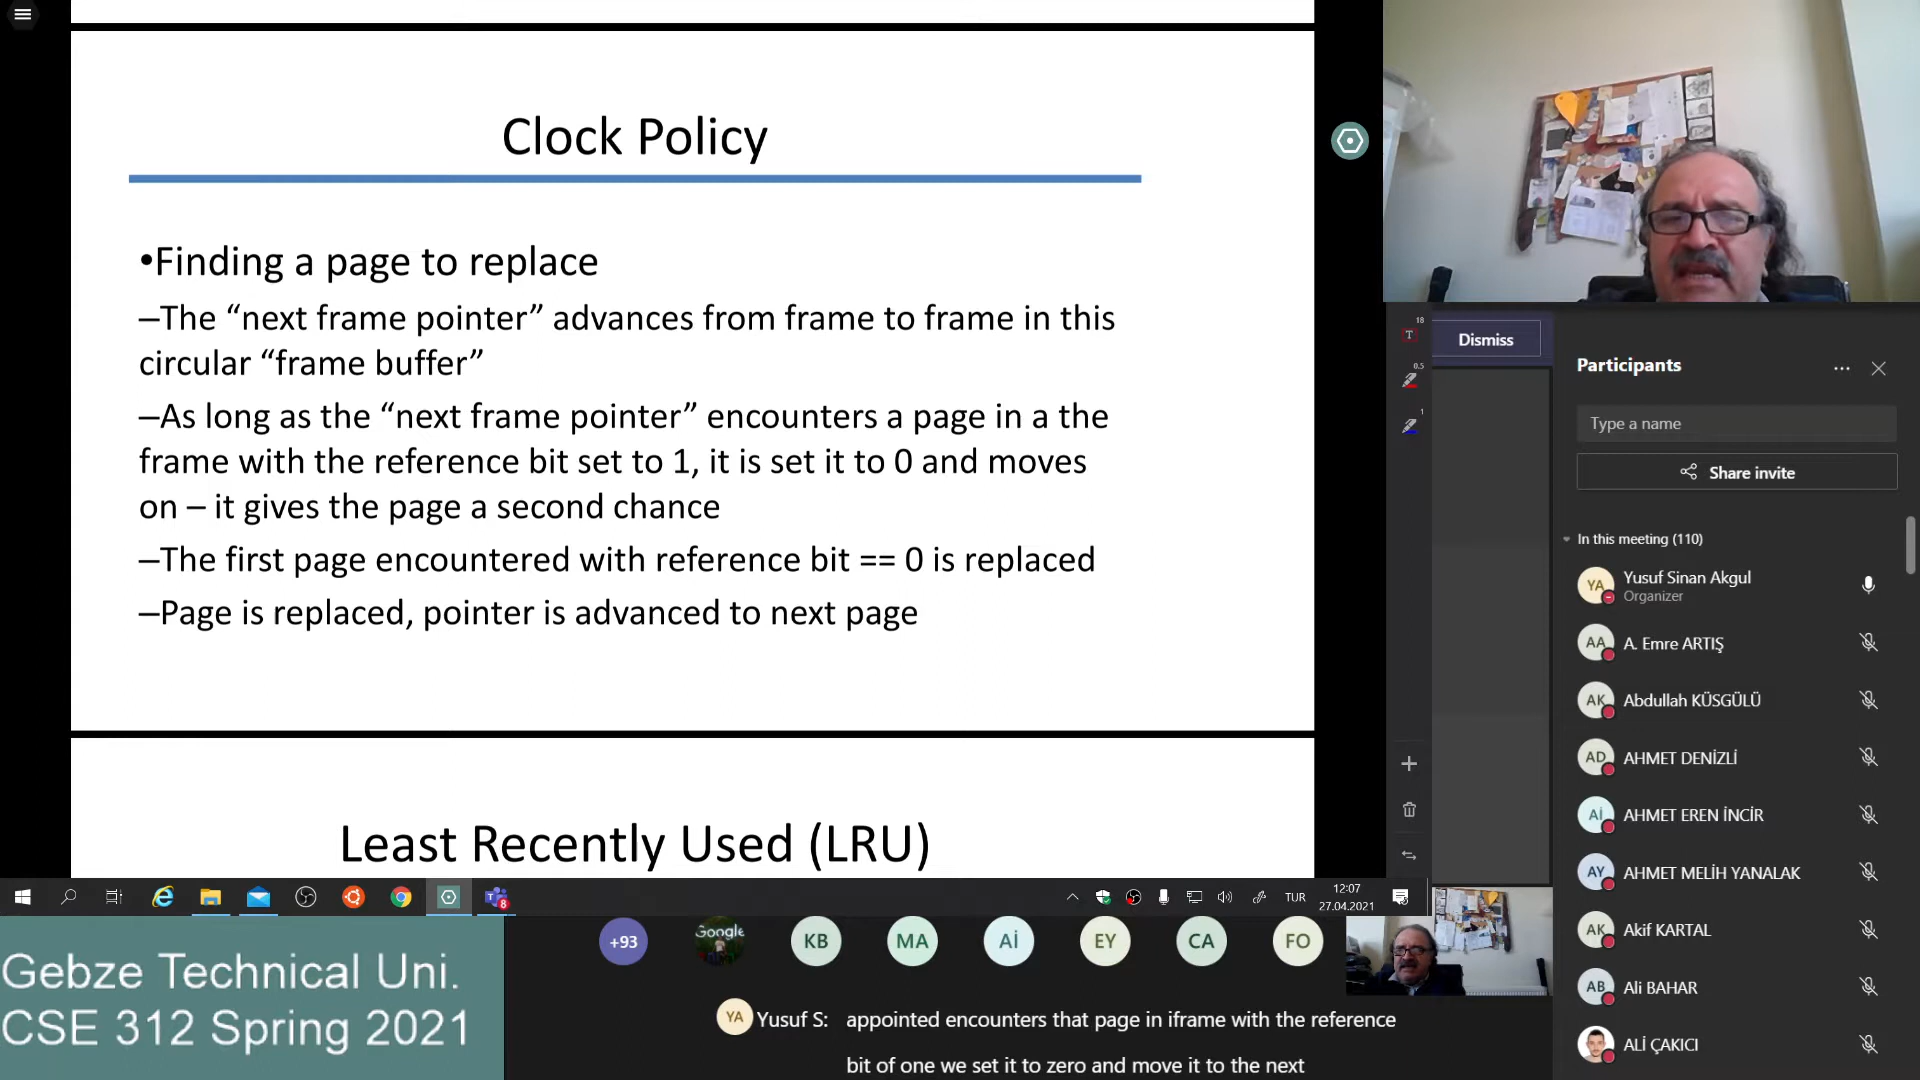 Clock Policy
•Finding a page to replace
–The “next frame pointer” advances from frame to frame in this
circular “frame buffer”
–As long as the “next frame pointer” encounters a page in a the
frame with the reference bit set to 1, it is set it to 0 and moves
on – it gives the page a second chance
–The first page encountered with reference bit == 0 is replaced
–Page is replaced, pointer is advanced to next page
Least Recently Used (LRU)
18
T
0.5
1
Dismiss
Participants
Type a name
Share invite
In this meeting (110)
YA Yusuf Sinan Akgul
Organizer
AA A. Emre ARTIŞ
AK Abdullah KÜSGÜLÜ
AD AHMET DENİZLİ
Aİ AHMET EREN İNCİR
AY AHMET MELİH YANALAK
AK Akif KARTAL
AB Ali BAHAR
ALİ ÇAKICI
8
TUR
12:07
27.04.2021
+93 Google KB MA Aİ EY CA FO
Gebze Technical Uni.
CSE 312 Spring 2021
YA Yusuf S: appointed encounters that page in iframe with the reference
bit of one we set it to zero and move it to the next